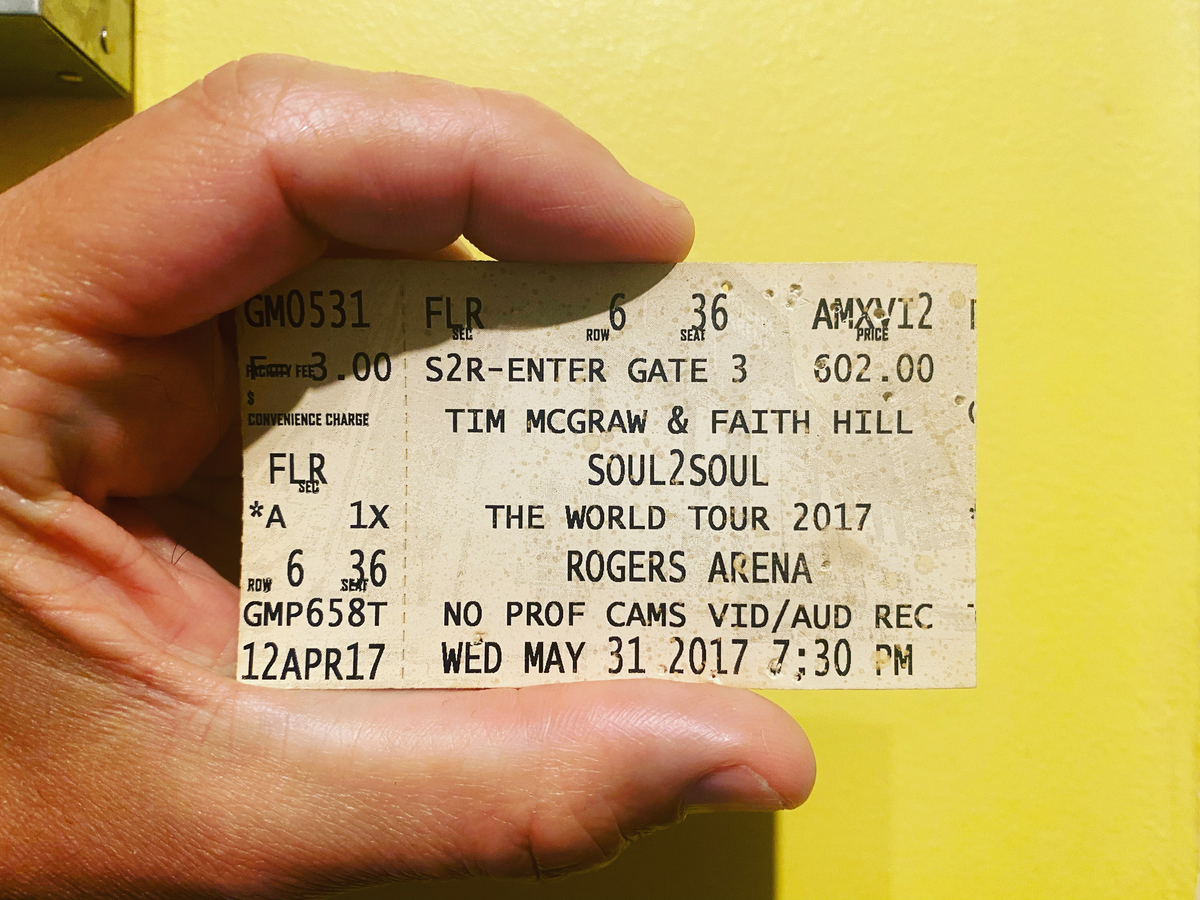 GM0531 FLR 6 36 AMXV12
SEC ROW SEAT PRICE
FACILITY FEE 3.00 S2R-ENTER GATE 3 602.00
$
CONVENIENCE CHARGE TIM MCGRAW & FAITH HILL
FLR SOUL2SOUL
SEC
*A 1X THE WORLD TOUR 2017
6 36 ROGERS ARENA
ROW SEAT
GMP658T NO PROF CAMS VID/AUD REC
12APR17 WED MAY 31 2017 7:30 PM